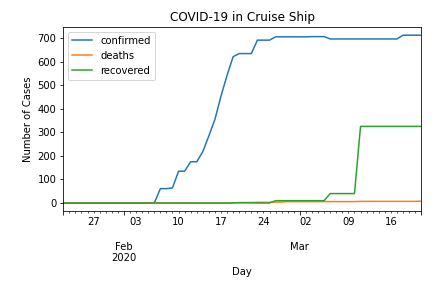 COVID-19 in Cruise Ship
confirmed
deaths
recovered
Number of Cases
700
600
500
400
300
200
100
0
27 03 10 17 24 02 09 16
Feb Mar
2020
Day